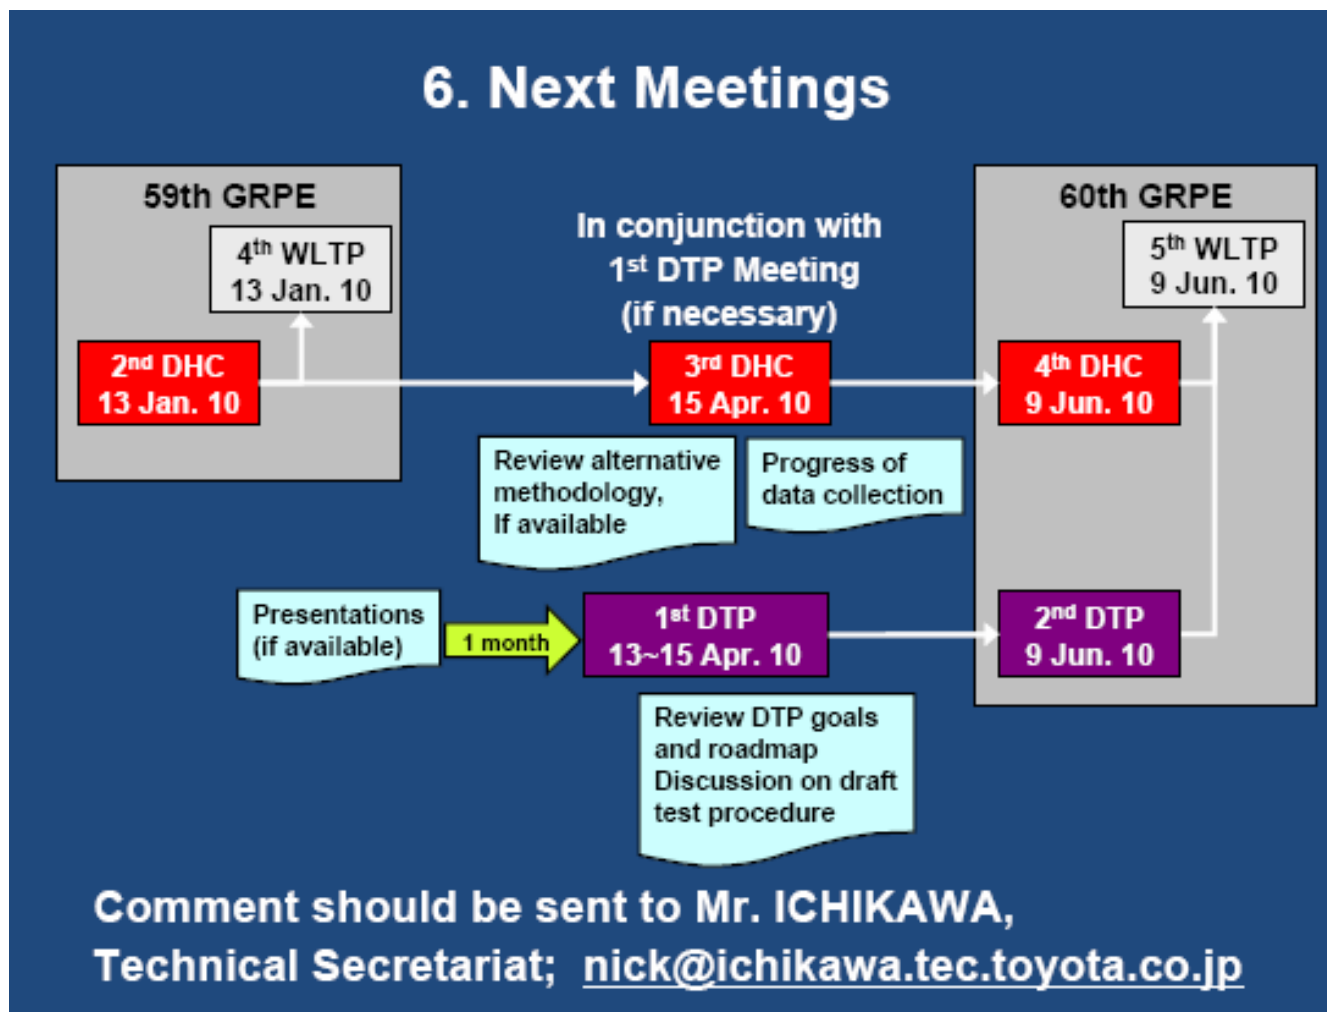 6. Next Meetings
59th GRPE
4th WLTP
13 Jan. 10
2nd DHC
13 Jan. 10
In conjunction with
1st DTP Meeting
(if necessary)
3rd DHC
15 Apr. 10
60th GRPE
5th WLTP
9 Jun. 10
4th DHC
9 Jun. 10
Review alternative
methodology,
If available
Progress of
data collection
Presentations
(if available)
1 month
1st DTP
13~15 Apr. 10
2nd DTP
9 Jun. 10
Review DTP goals
and roadmap
Discussion on draft
test procedure
Comment should be sent to Mr. ICHIKAWA,
Technical Secretariat; nick@ichikawa.tec.toyota.co.jp